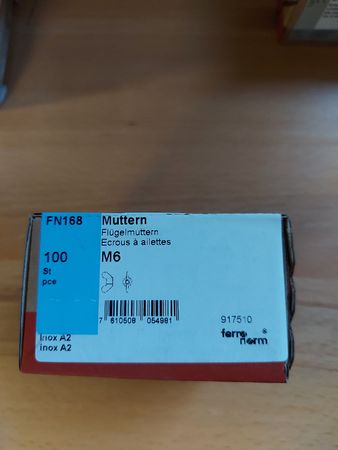 FN168 Muttern
Flügelmuttern
Ecrous à ailettes
100 M6
St
pce
7 610508 054981
917510
Inox A2
inox A2
ferro norm